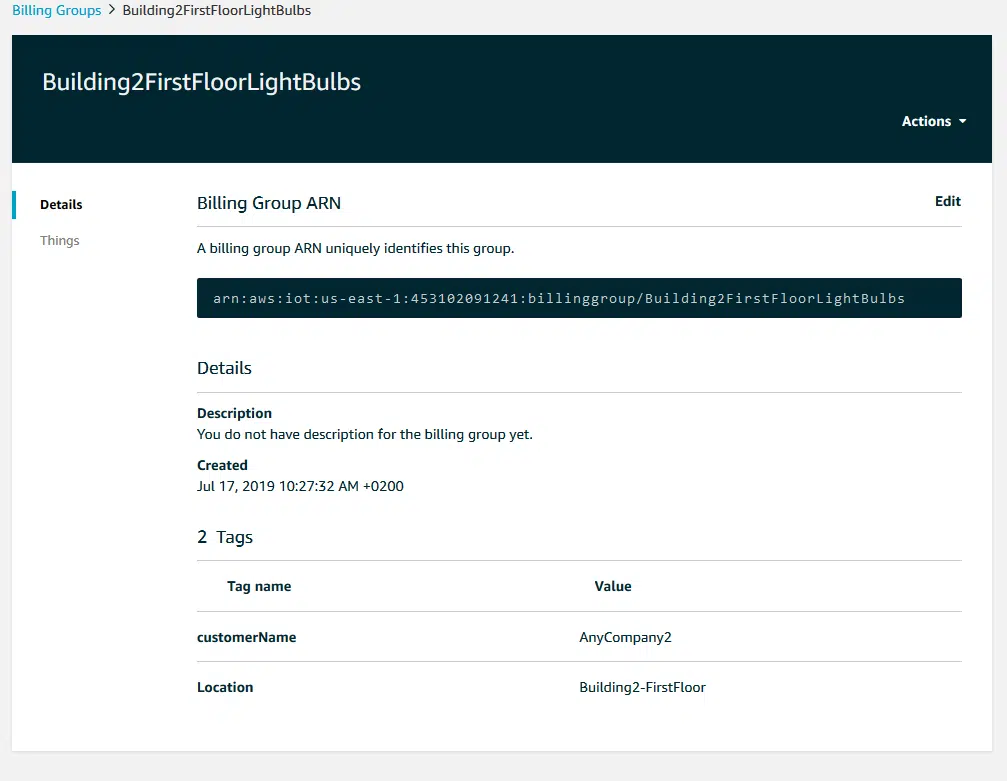 Billing Groups > Building2FirstFloorLightBulbs
Building2FirstFloorLightBulbs
Actions
Details
Things
Billing Group ARN
Edit
A billing group ARN uniquely identifies this group.
arn:aws:iot:us-east-1:453102091241:billinggroup/Building2FirstFloorLightBulbs
Details
Description
You do not have description for the billing group yet.
Created
Jul 17, 2019 10:27:32 AM +0200
2 Tags
Tag name Value
customerName AnyCompany2
Location Building2-FirstFloor